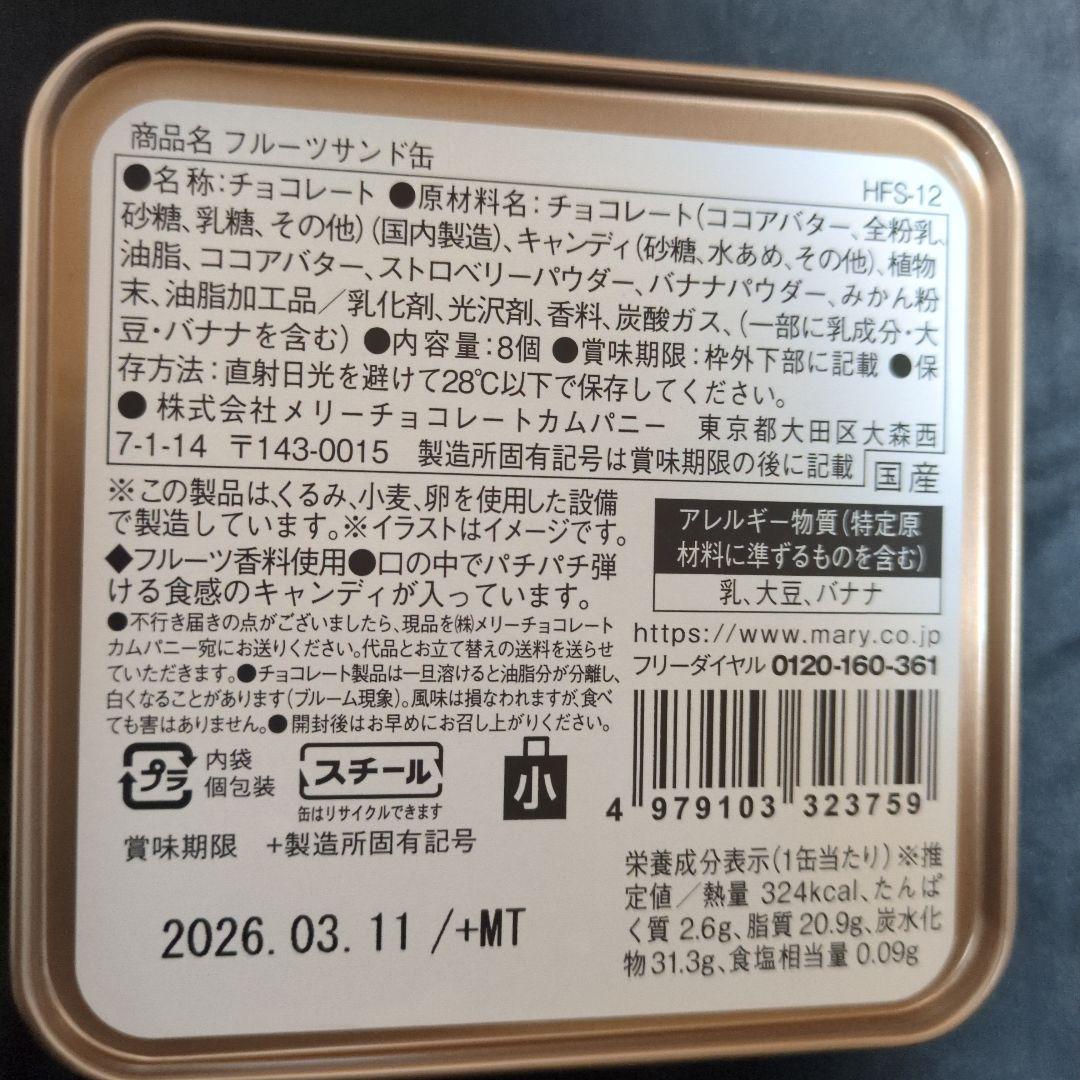 商品名 フルーツサンド缶
HFS-12
●名称：チョコレート ●原材料名：チョコレート(ココアバター、全粉乳、
砂糖、乳糖、その他)(国内製造)、キャンディ(砂糖、水あめ、その他)、植物
油脂、ココアバター、ストロベリーパウダー、バナナパウダー、みかん粉
末、油脂加工品／乳化剤、光沢剤、香料、炭酸ガス、(一部に乳成分・大
豆・バナナを含む) ●内容量：8個 ●賞味期限：枠外下部に記載 ●保
存方法：直射日光を避けて28℃以下で保存してください。
● 株式会社メリーチョコレートカムパニー 東京都大田区大森西
7-1-14 〒143-0015 製造所固有記号は賞味期限の後に記載
国産
※この製品は、くるみ、小麦、卵を使用した設備
で製造しています。※イラストはイメージです。
◆フルーツ香料使用●口の中でパチパチ弾
ける食感のキャンディが入っています。
●不行き届きの点がございましたら、現品を㈱メリーチョコレート
カムパニー宛にお送りください。代品とお立て替えの送料を送らせ
ていただきます。●チョコレート製品は一旦溶けると油脂分が分離し、
白くなることがあります(ブルーム現象)。風味は損なわれますが、食べ
ても害はありません。●開封後はお早めにお召し上がりください。
アレルギー物質(特定原
材料に準ずるものを含む)
乳、大豆、バナナ
https://www.mary.co.jp
フリーダイヤル 0120-160-361
プラ
内袋
個包装
スチール
缶はリサイクルできます
小
4 979103 323759
賞味期限 +製造所固有記号
2026.03.11 /+MT
栄養成分表示(1缶当たり)※推
定値／熱量 324kcal、たんぱ
く質 2.6g、脂質 20.9g、炭水化
物31.3g、食塩相当量 0.09g